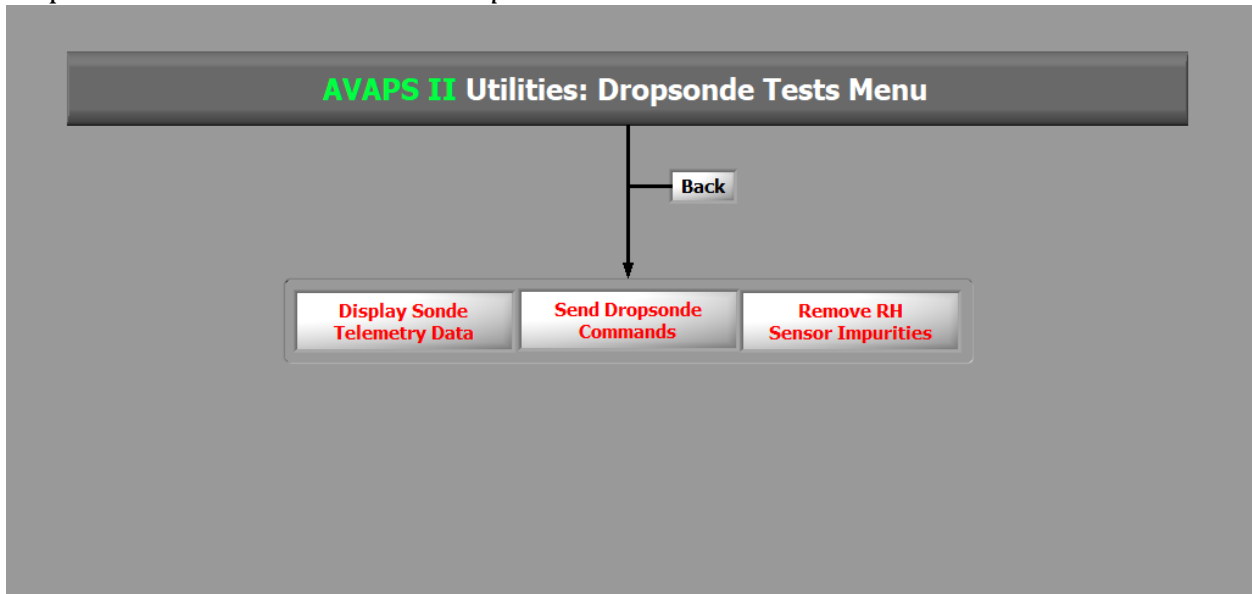 AVAPS II Utilities: Dropsonde Tests Menu
Back
Display Sonde
Telemetry Data
Send Dropsonde
Commands
Remove RH
Sensor Impurities